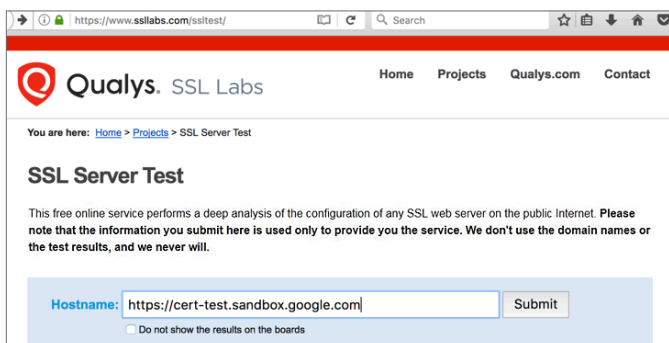 https://www.ssllabs.com/ssltest/
Search
Qualys. SSL Labs
Home Projects Qualys.com Contact
You are here: Home > Projects > SSL Server Test
SSL Server Test
This free online service performs a deep analysis of the configuration of any SSL web server on the public Internet. Please
note that the information you submit here is used only to provide you the service. We don't use the domain names or
the test results, and we never will.
Hostname: https://cert-test.sandbox.google.com Submit
Do not show the results on the boards